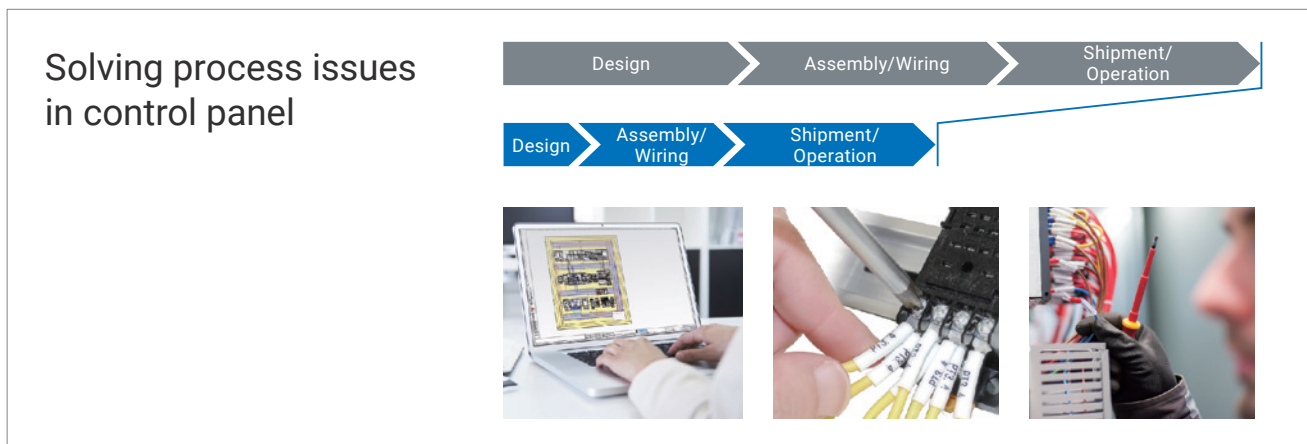 Solving process issues
in control panel
Design
Assembly/Wiring
Shipment/
Operation
Design
Assembly/
Wiring
Shipment/
Operation